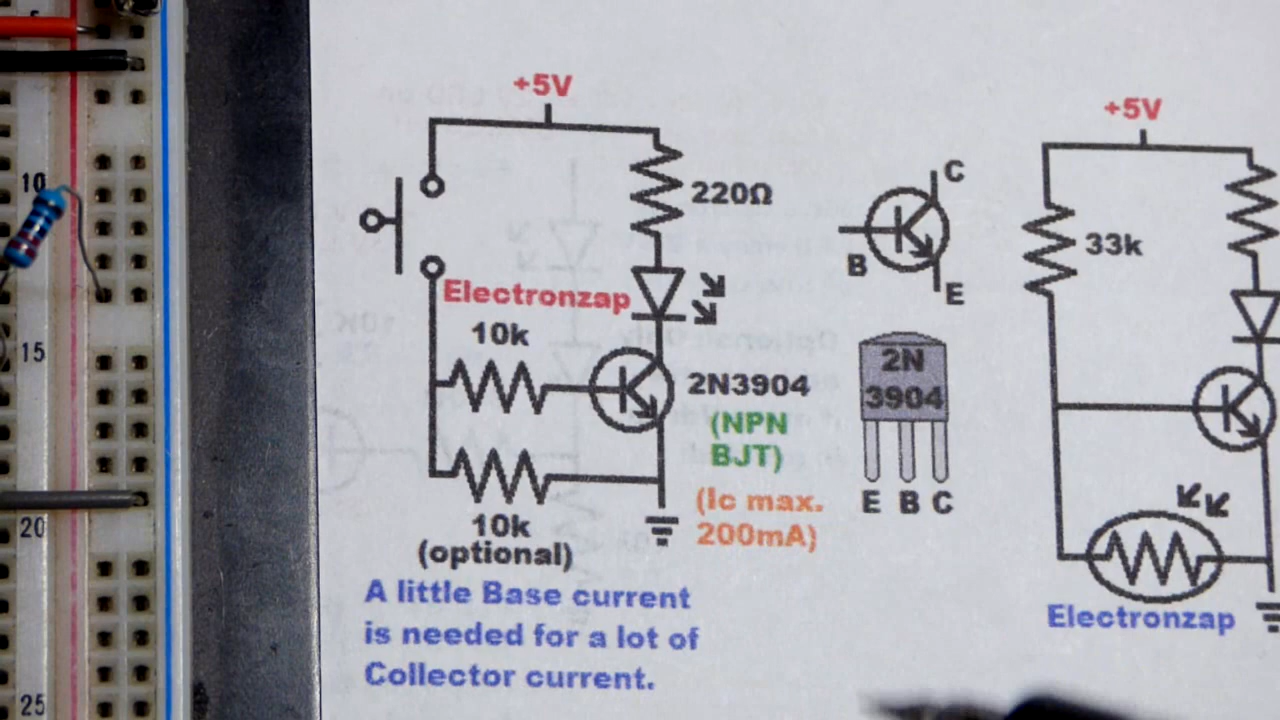 5
10
15
20
25
+5V
220Ω
Electronzap
10k
2N3904
(NPN
BJT)
(Ic max.
200mA)
10k
(optional)
A little Base current
is needed for a lot of
Collector current.
C
B
E
2N
3904
E B C
+5V
33k
Electronzap